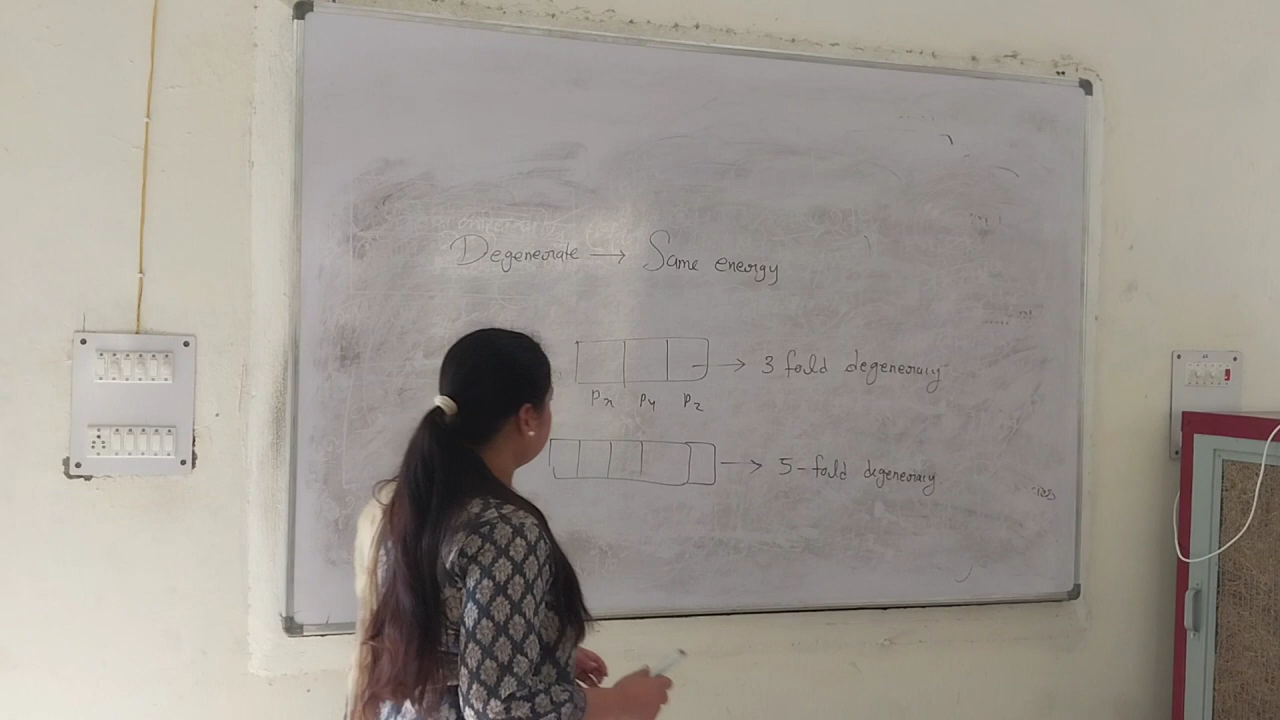 Degenerate → Same energy
→ 3 fold degeneracy
Px Py Pz
→ 5-fold degeneracy